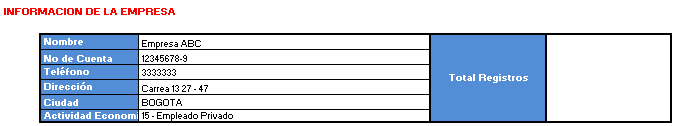 INFORMACION DE LA EMPRESA
Nombre Empresa ABC
No de Cuenta 12345678-9
Teléfono 3333333
Total Registros
Dirección Carrea 13 27 - 47
Ciudad BOGOTA
Actividad Economi 15 - Empleado Privado